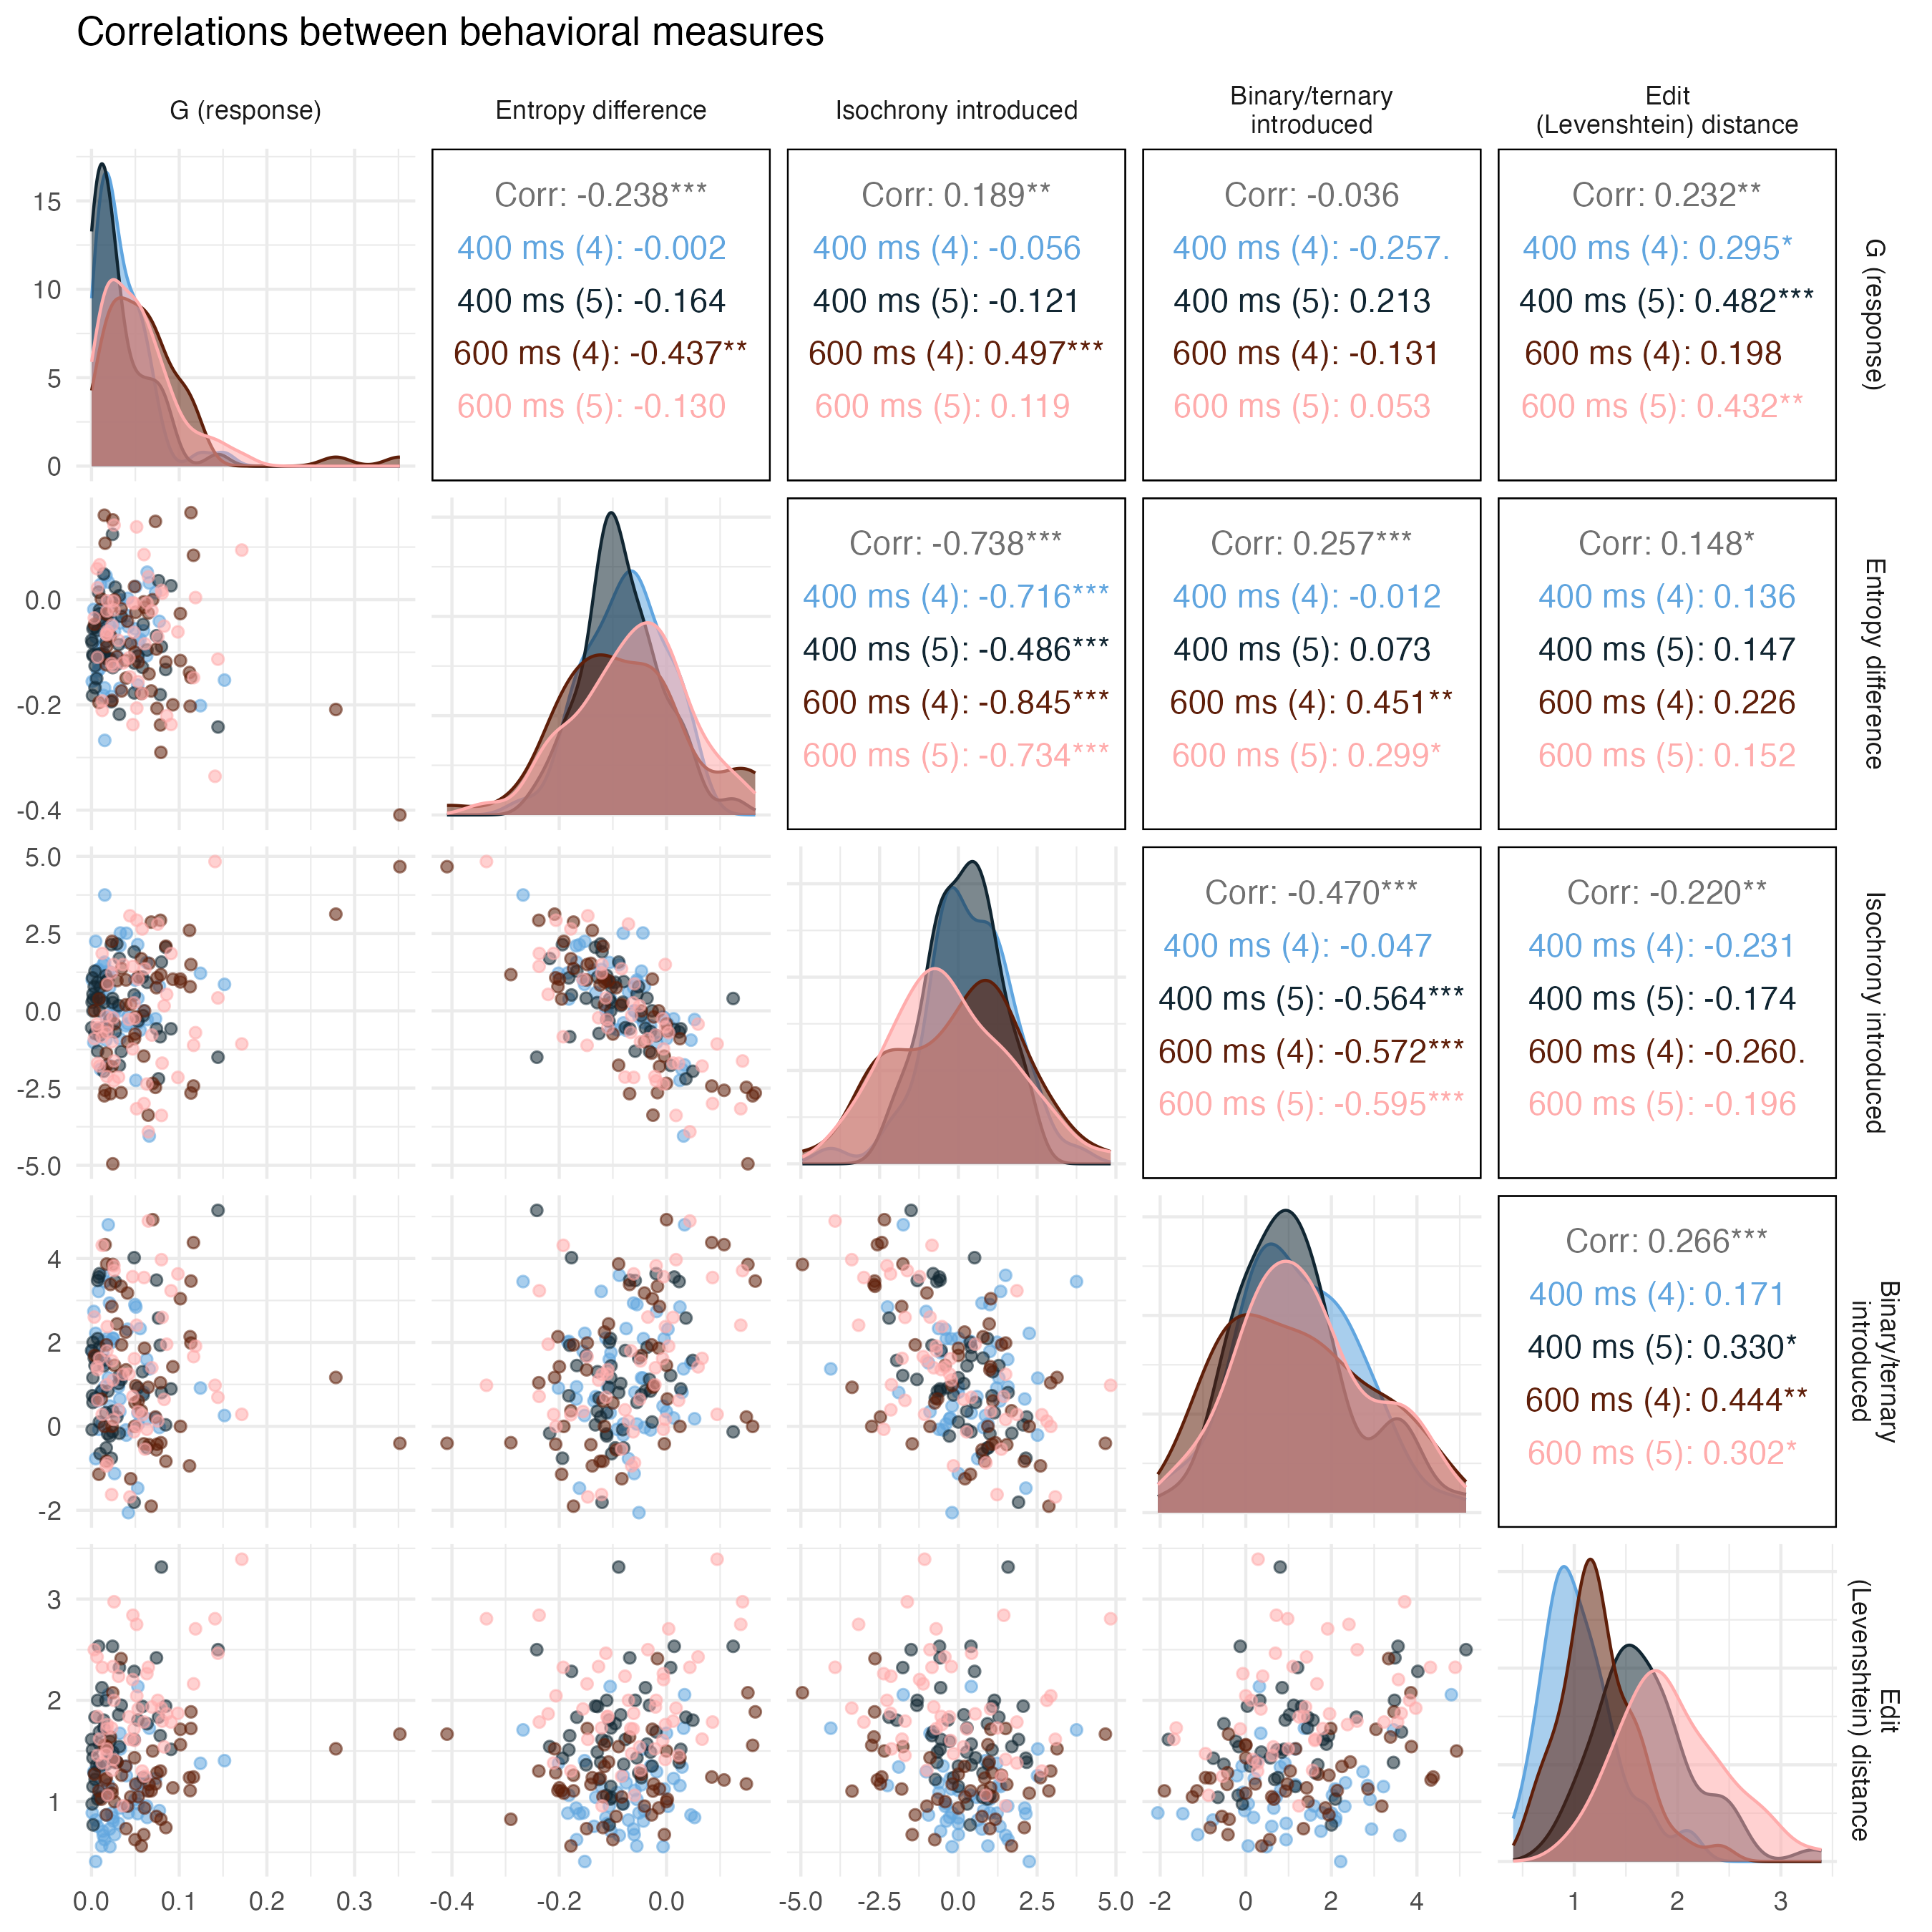 Correlations between behavioral measures
G (response)
Entropy difference
Isochrony introduced
Binary/ternary
introduced
Edit
(Levenshtein) distance
15
10
5
0
Corr: -0.238***
400 ms (4): -0.002
400 ms (5): -0.164
600 ms (4): -0.437**
600 ms (5): -0.130
Corr: 0.189**
400 ms (4): -0.056
400 ms (5): -0.121
600 ms (4): 0.497***
600 ms (5): 0.119
Corr: -0.036
400 ms (4): -0.257.
400 ms (5): 0.213
600 ms (4): -0.131
600 ms (5): 0.053
Corr: 0.232**
400 ms (4): 0.295*
400 ms (5): 0.482***
600 ms (4): 0.198
600 ms (5): 0.432**
G (response)
0.0
-0.2
-0.4
Corr: -0.738***
400 ms (4): -0.716***
400 ms (5): -0.486***
600 ms (4): -0.845***
600 ms (5): -0.734***
Corr: 0.257***
400 ms (4): -0.012
400 ms (5): 0.073
600 ms (4): 0.451**
600 ms (5): 0.299*
Corr: 0.148*
400 ms (4): 0.136
400 ms (5): 0.147
600 ms (4): 0.226
600 ms (5): 0.152
Entropy difference
5.0
2.5
0.0
-2.5
-5.0
Corr: -0.470***
400 ms (4): -0.047
400 ms (5): -0.564***
600 ms (4): -0.572***
600 ms (5): -0.595***
Corr: -0.220**
400 ms (4): -0.231
400 ms (5): -0.174
600 ms (4): -0.260.
600 ms (5): -0.196
Isochrony introduced
4
2
0
-2
Corr: 0.266***
400 ms (4): 0.171
400 ms (5): 0.330*
600 ms (4): 0.444**
600 ms (5): 0.302*
Binary/ternary
introduced
3
2
1
Edit
(Levenshtein) distance
0.0 0.1 0.2 0.3
-0.4 -0.2 0.0
-5.0 -2.5 0.0 2.5 5.0
-2 0 2 4
1 2 3